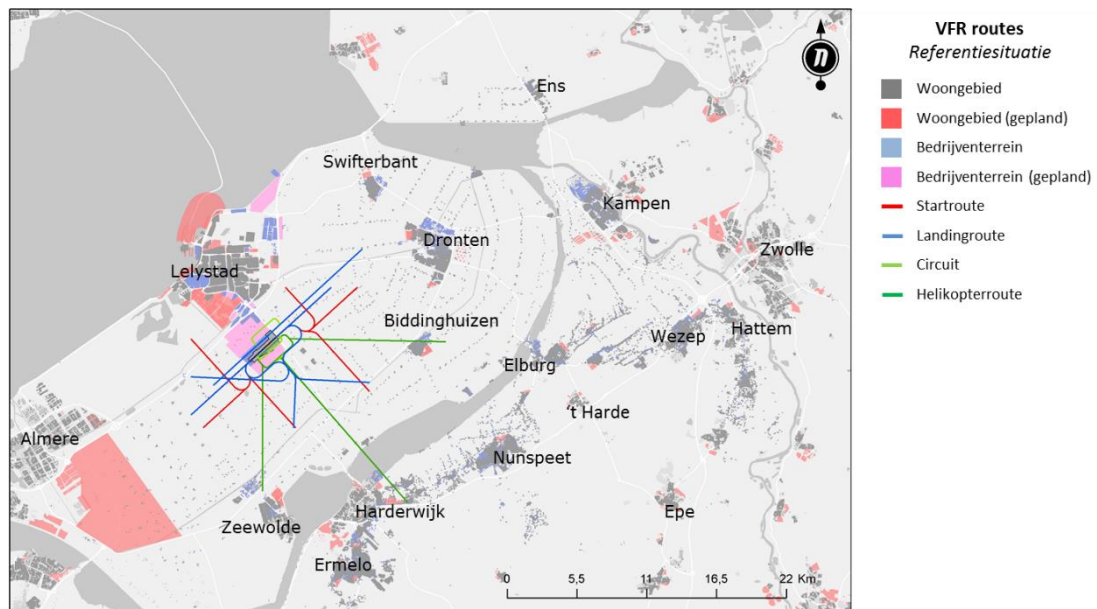 VFR routes
Referentiesituatie
Woongebied
Woongebied (gepland)
Bedrijventerrein
Bedrijventerrein (gepland)
Startroute
Landingroute
Circuit
Helikopterroute
Ens
Swifterbant
Kampen
Dronten
Zwolle
Lelystad
Biddinghuizen
Hattem
Wezep
Elburg
't Harde
Almere
Nunspeet
Harderwijk
Epe
Zeewolde
Ermelo
0 5,5 11 16,5 22 Km